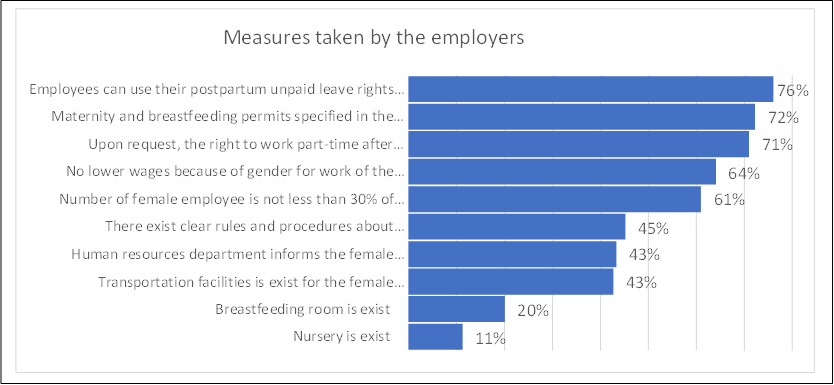 Measures taken by the employers
Employees can use their postpartum unpaid leave rights... 76%
Maternity and breastfeeding permits specified in the... 72%
Upon request, the right to work part-time after... 71%
No lower wages because of gender for work of the... 64%
Number of female employee is not less than 30% of... 61%
There exist clear rules and procedures about... 45%
Human resources department informs the female... 43%
Transportation facilities is exist for the female... 43%
Breastfeeding room is exist 20%
Nursery is exist 11%